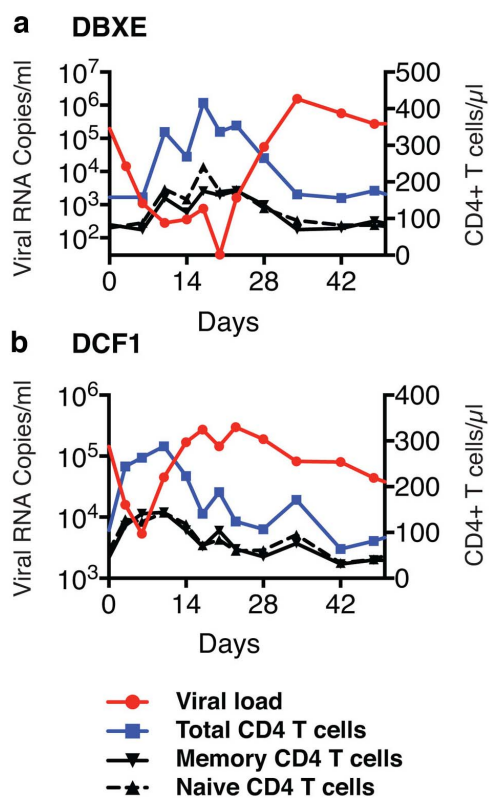 a DBXE
Viral RNA Copies/ml
10⁷
10⁶
10⁵
10⁴
10³
10²
500
400
300
200
100
0
CD4+ T cells/µl
0 14 28 42
Days
b DCF1
Viral RNA Copies/ml
10⁶
10⁵
10⁴
10³
400
300
200
100
0
CD4+ T cells/µl
0 14 28 42
Days
Viral load
Total CD4 T cells
Memory CD4 T cells
Naive CD4 T cells